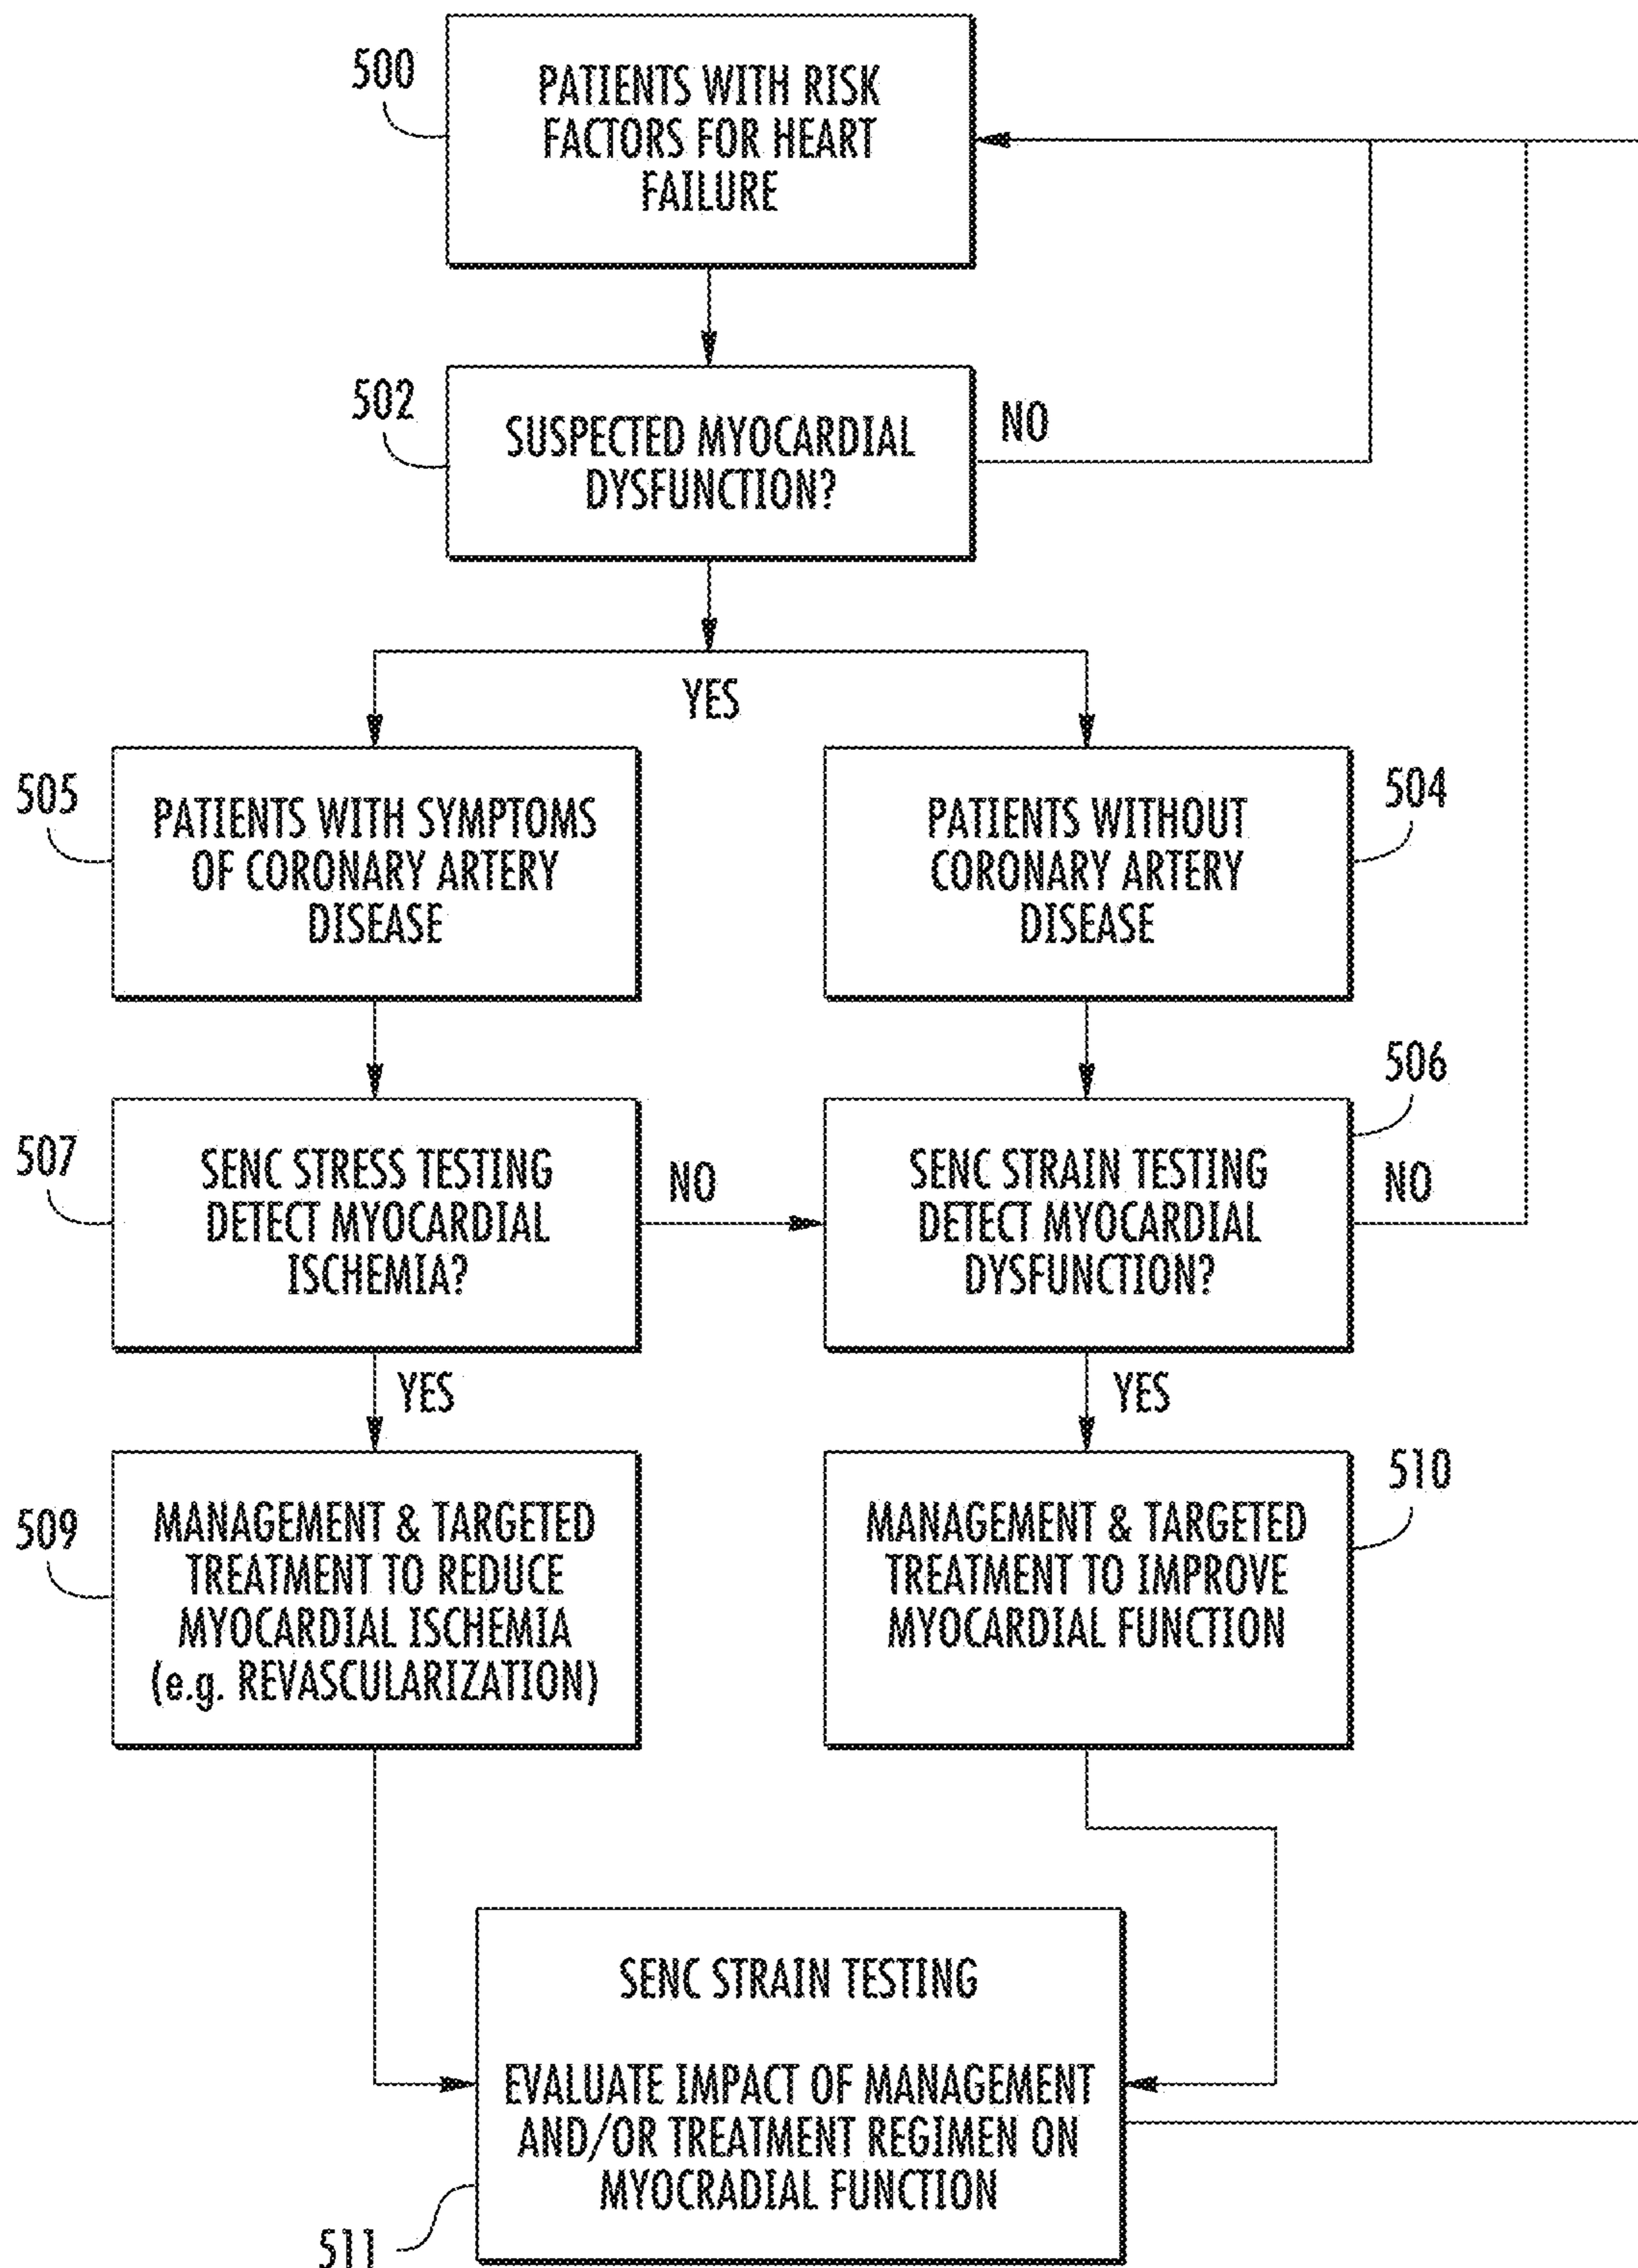 500
PATIENTS WITH RISK
FACTORS FOR HEART
FAILURE
502
SUSPECTED MYOCARDIAL
DYSFUNCTION?
NO
YES
505
PATIENTS WITH SYMPTOMS
OF CORONARY ARTERY
DISEASE
PATIENTS WITHOUT
CORONARY ARTERY
DISEASE
504
507
SENC STRESS TESTING
DETECT MYOCARDIAL
ISCHEMIA?
NO
SENC STRAIN TESTING
DETECT MYOCARDIAL
DYSFUNCTION?
506
NO
YES
YES
509
MANAGEMENT & TARGETED
TREATMENT TO REDUCE
MYOCARDIAL ISCHEMIA
(e.g. REVASCULARIZATION)
MANAGEMENT & TARGETED
TREATMENT TO IMPROVE
MYOCARDIAL FUNCTION
510
SENC STRAIN TESTING
EVALUATE IMPACT OF MANAGEMENT
AND/OR TREATMENT REGIMEN ON
MYOCRADIAL FUNCTION
511